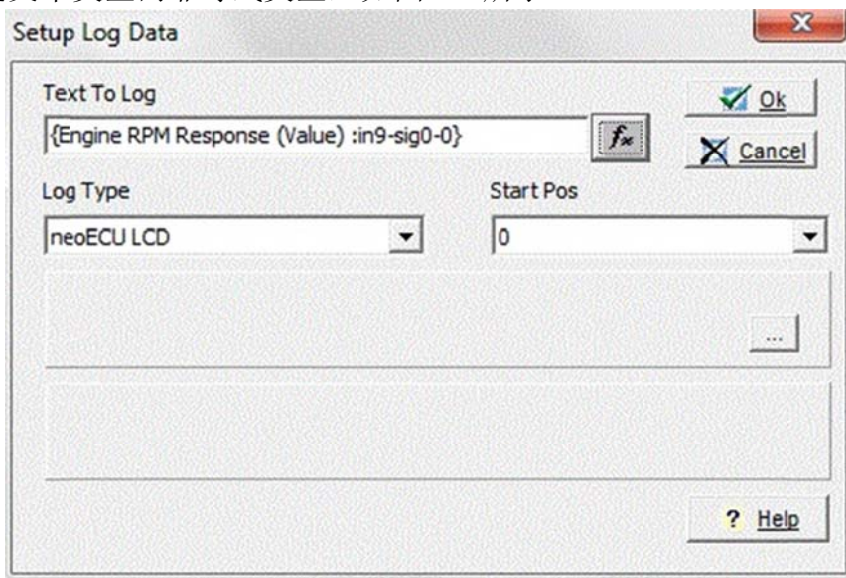 Setup Log Data
Text To Log
Ok
{Engine RPM Response (Value) :in9-sig0-0}
fx
Cancel
Log Type
Start Pos
neoECU LCD
0
...
? Help